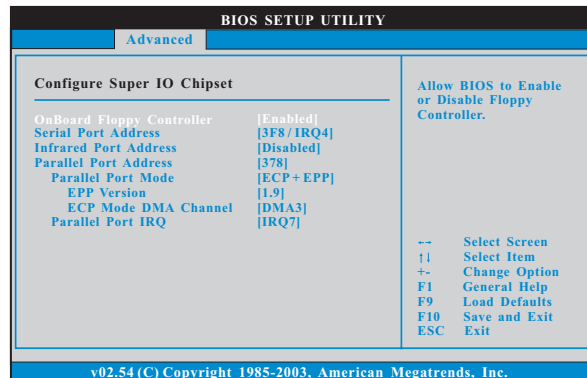 BIOS SETUP UTILITY
Advanced
Configure Super IO Chipset
OnBoard Floppy Controller [Enabled]
Serial Port Address [3F8 / IRQ4]
Infrared Port Address [Disabled]
Parallel Port Address [378]
Parallel Port Mode [ECP + EPP]
EPP Version [1.9]
ECP Mode DMA Channel [DMA3]
Parallel Port IRQ [IRQ7]
Allow BIOS to Enable
or Disable Floppy
Controller.
←→ Select Screen
↑↓ Select Item
+- Change Option
F1 General Help
F9 Load Defaults
F10 Save and Exit
ESC Exit
v02.54 (C) Copyright 1985-2003, American Megatrends, Inc.